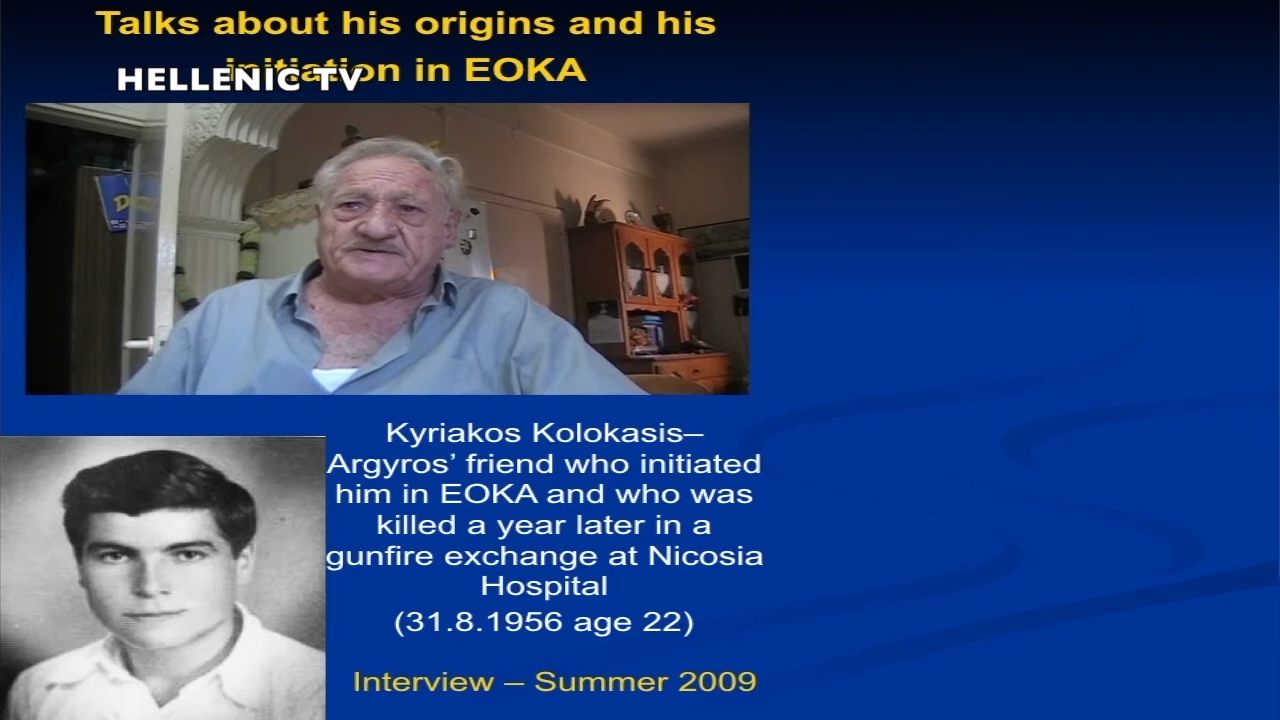 Talks about his origins and his
initiation in EOKA
HELLENIC TV
Kyriakos Kolokasis–
Argyros’ friend who initiated
him in EOKA and who was
killed a year later in a
gunfire exchange at Nicosia
Hospital
(31.8.1956 age 22)
Interview – Summer 2009